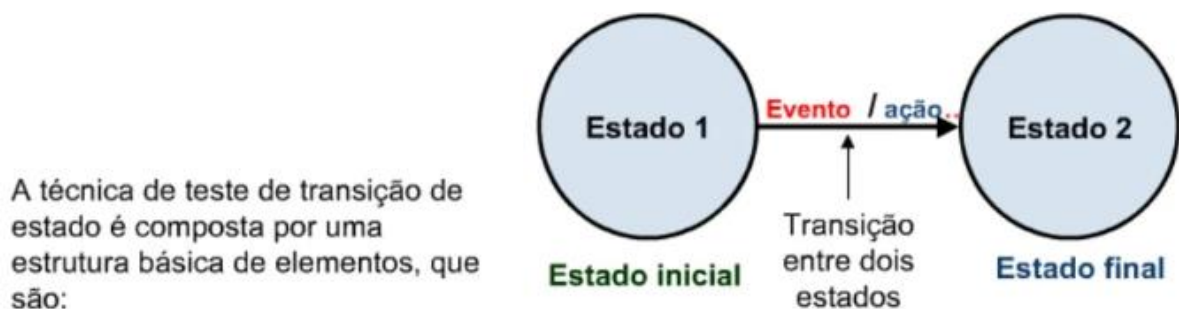 A técnica de teste de transição de
estado é composta por uma
estrutura básica de elementos, que
são:
Estado 1
Evento / ação...
Estado 2
Transição
entre dois
estados
Estado inicial
Estado final